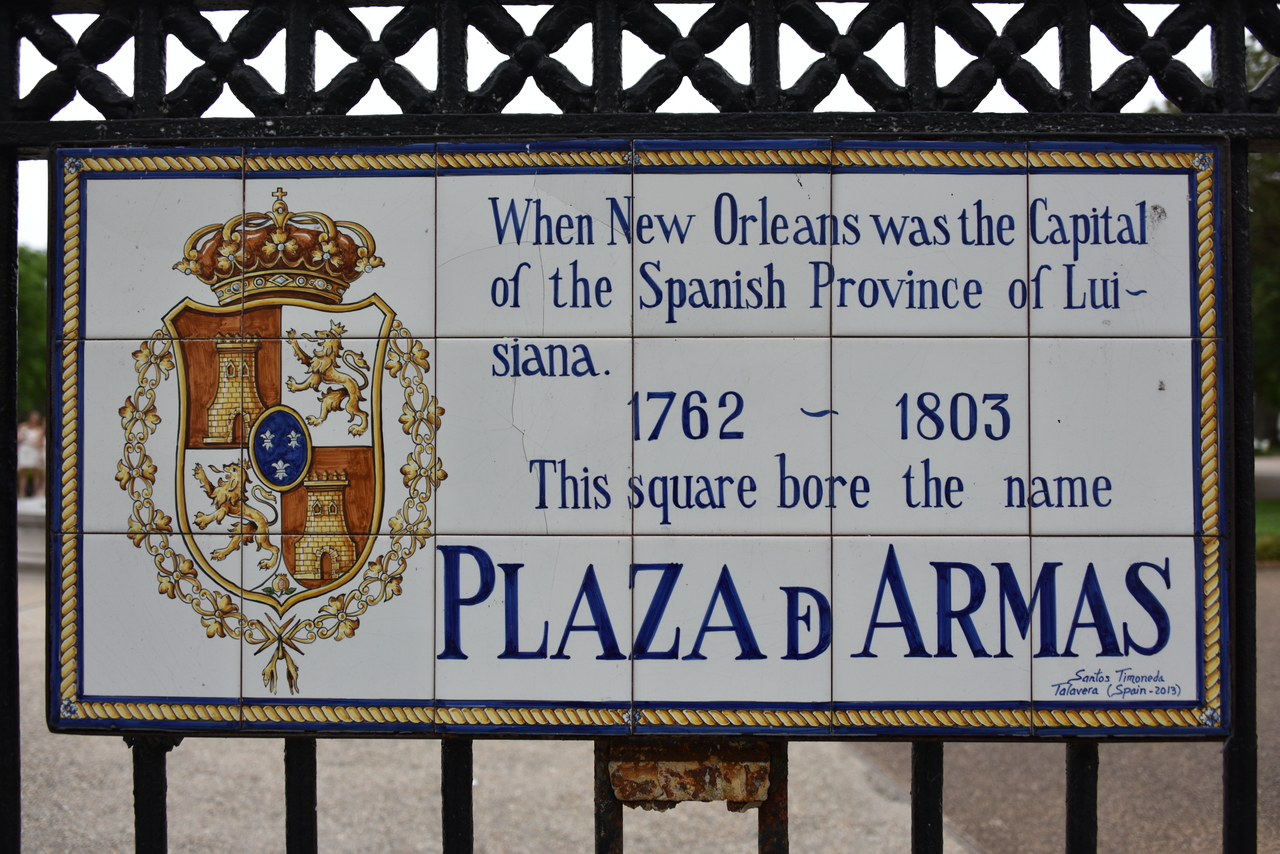 When New Orleans was the Capital
of the Spanish Province of Lui~
siana.
1762 ~ 1803
This square bore the name
PLAZA DE ARMAS
Santos Timoneda
Talavera (Spain-2013)